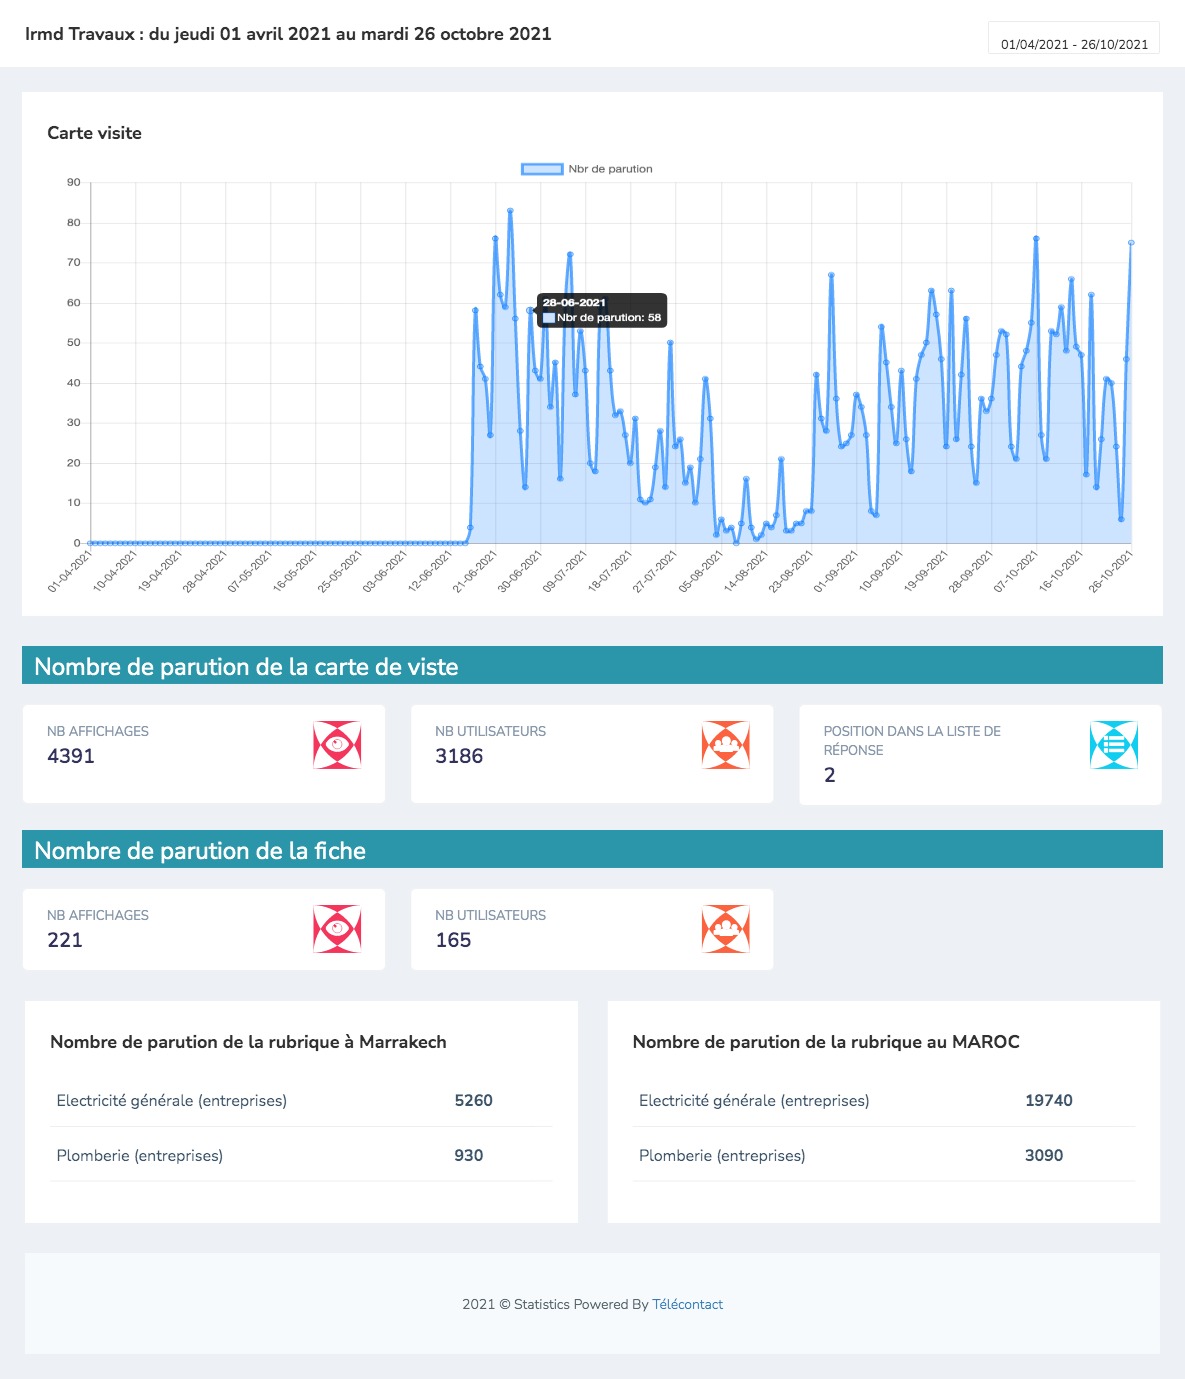 Irmd Travaux : du jeudi 01 avril 2021 au mardi 26 octobre 2021
01/04/2021 - 26/10/2021
Carte visite
Nbr de parution
90
80
70
60
50
40
30
20
10
0
28-06-2021
Nbr de parution: 58
01-04-2021
10-04-2021
19-04-2021
28-04-2021
07-05-2021
16-05-2021
25-05-2021
03-06-2021
12-06-2021
21-06-2021
30-06-2021
09-07-2021
18-07-2021
27-07-2021
05-08-2021
14-08-2021
23-08-2021
01-09-2021
10-09-2021
19-09-2021
28-09-2021
07-10-2021
16-10-2021
26-10-2021
Nombre de parution de la carte de viste
NB AFFICHAGES
4391
NB UTILISATEURS
3186
POSITION DANS LA LISTE DE
RÉPONSE
2
Nombre de parution de la fiche
NB AFFICHAGES
221
NB UTILISATEURS
165
Nombre de parution de la rubrique à Marrakech
Electricité générale (entreprises) 5260
Plomberie (entreprises) 930
Nombre de parution de la rubrique au MAROC
Electricité générale (entreprises) 19740
Plomberie (entreprises) 3090
2021 © Statistics Powered By Télécontact